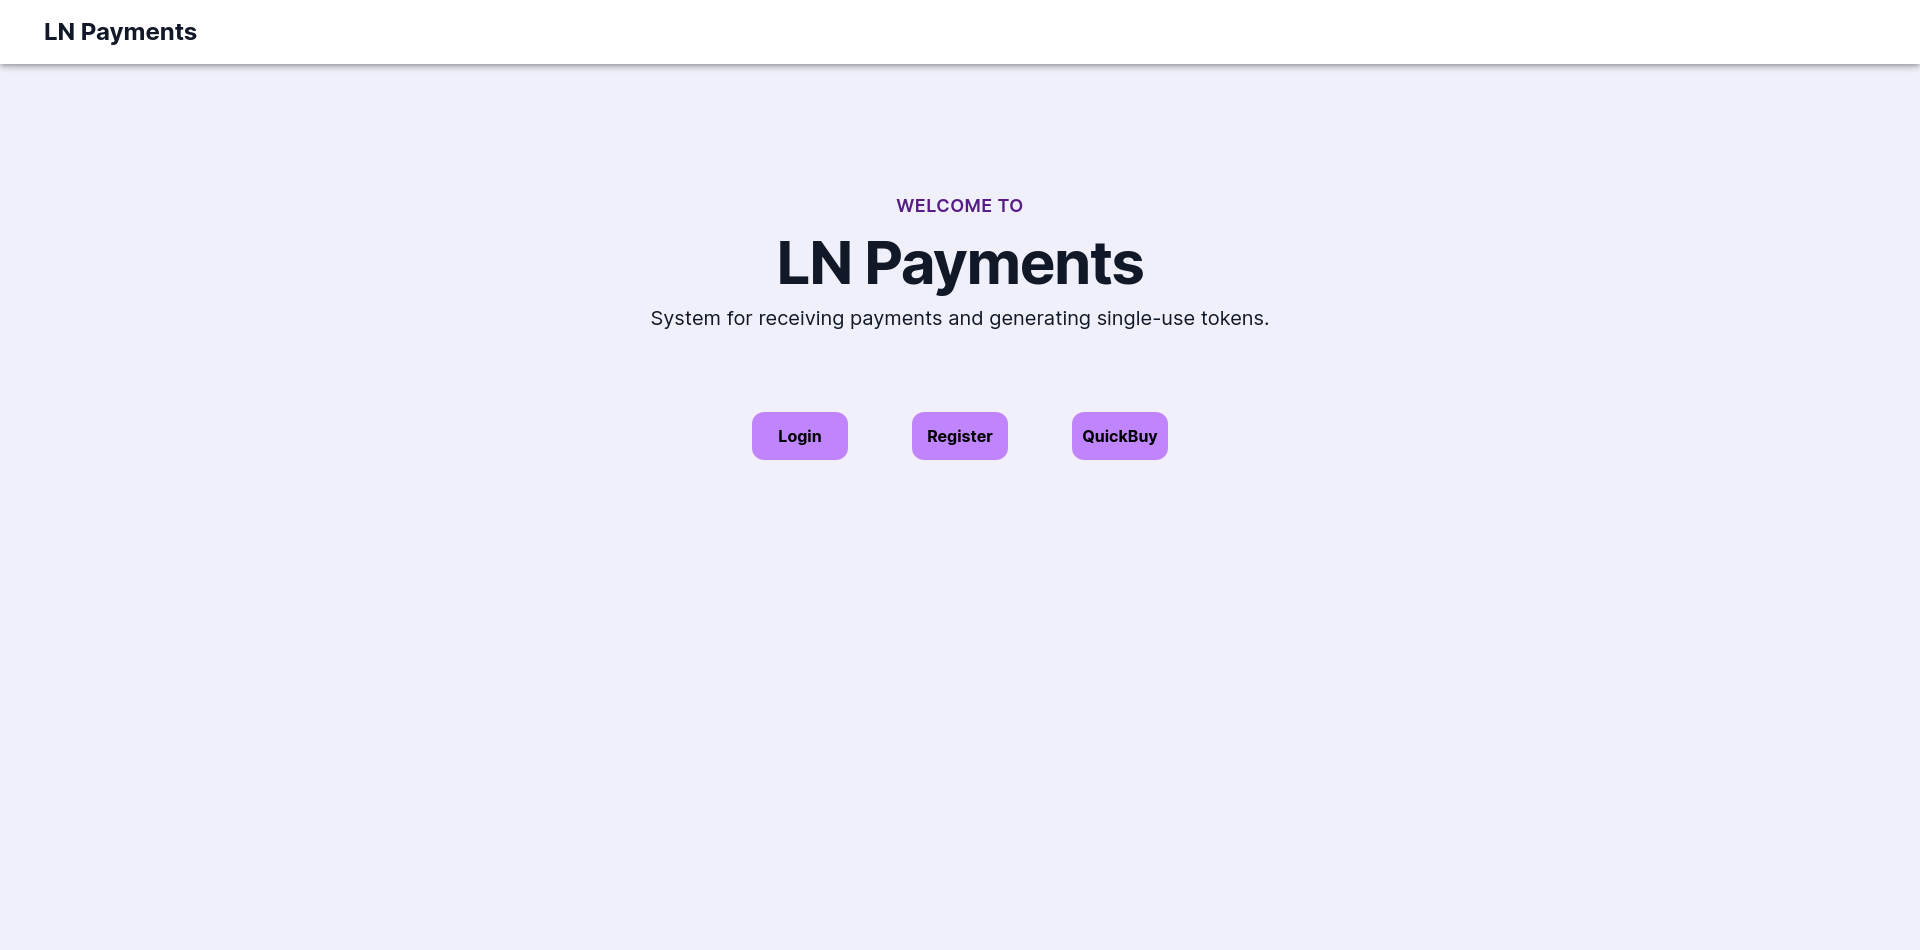 LN Payments
WELCOME TO
LN Payments
System for receiving payments and generating single-use tokens.
Login
Register
QuickBuy